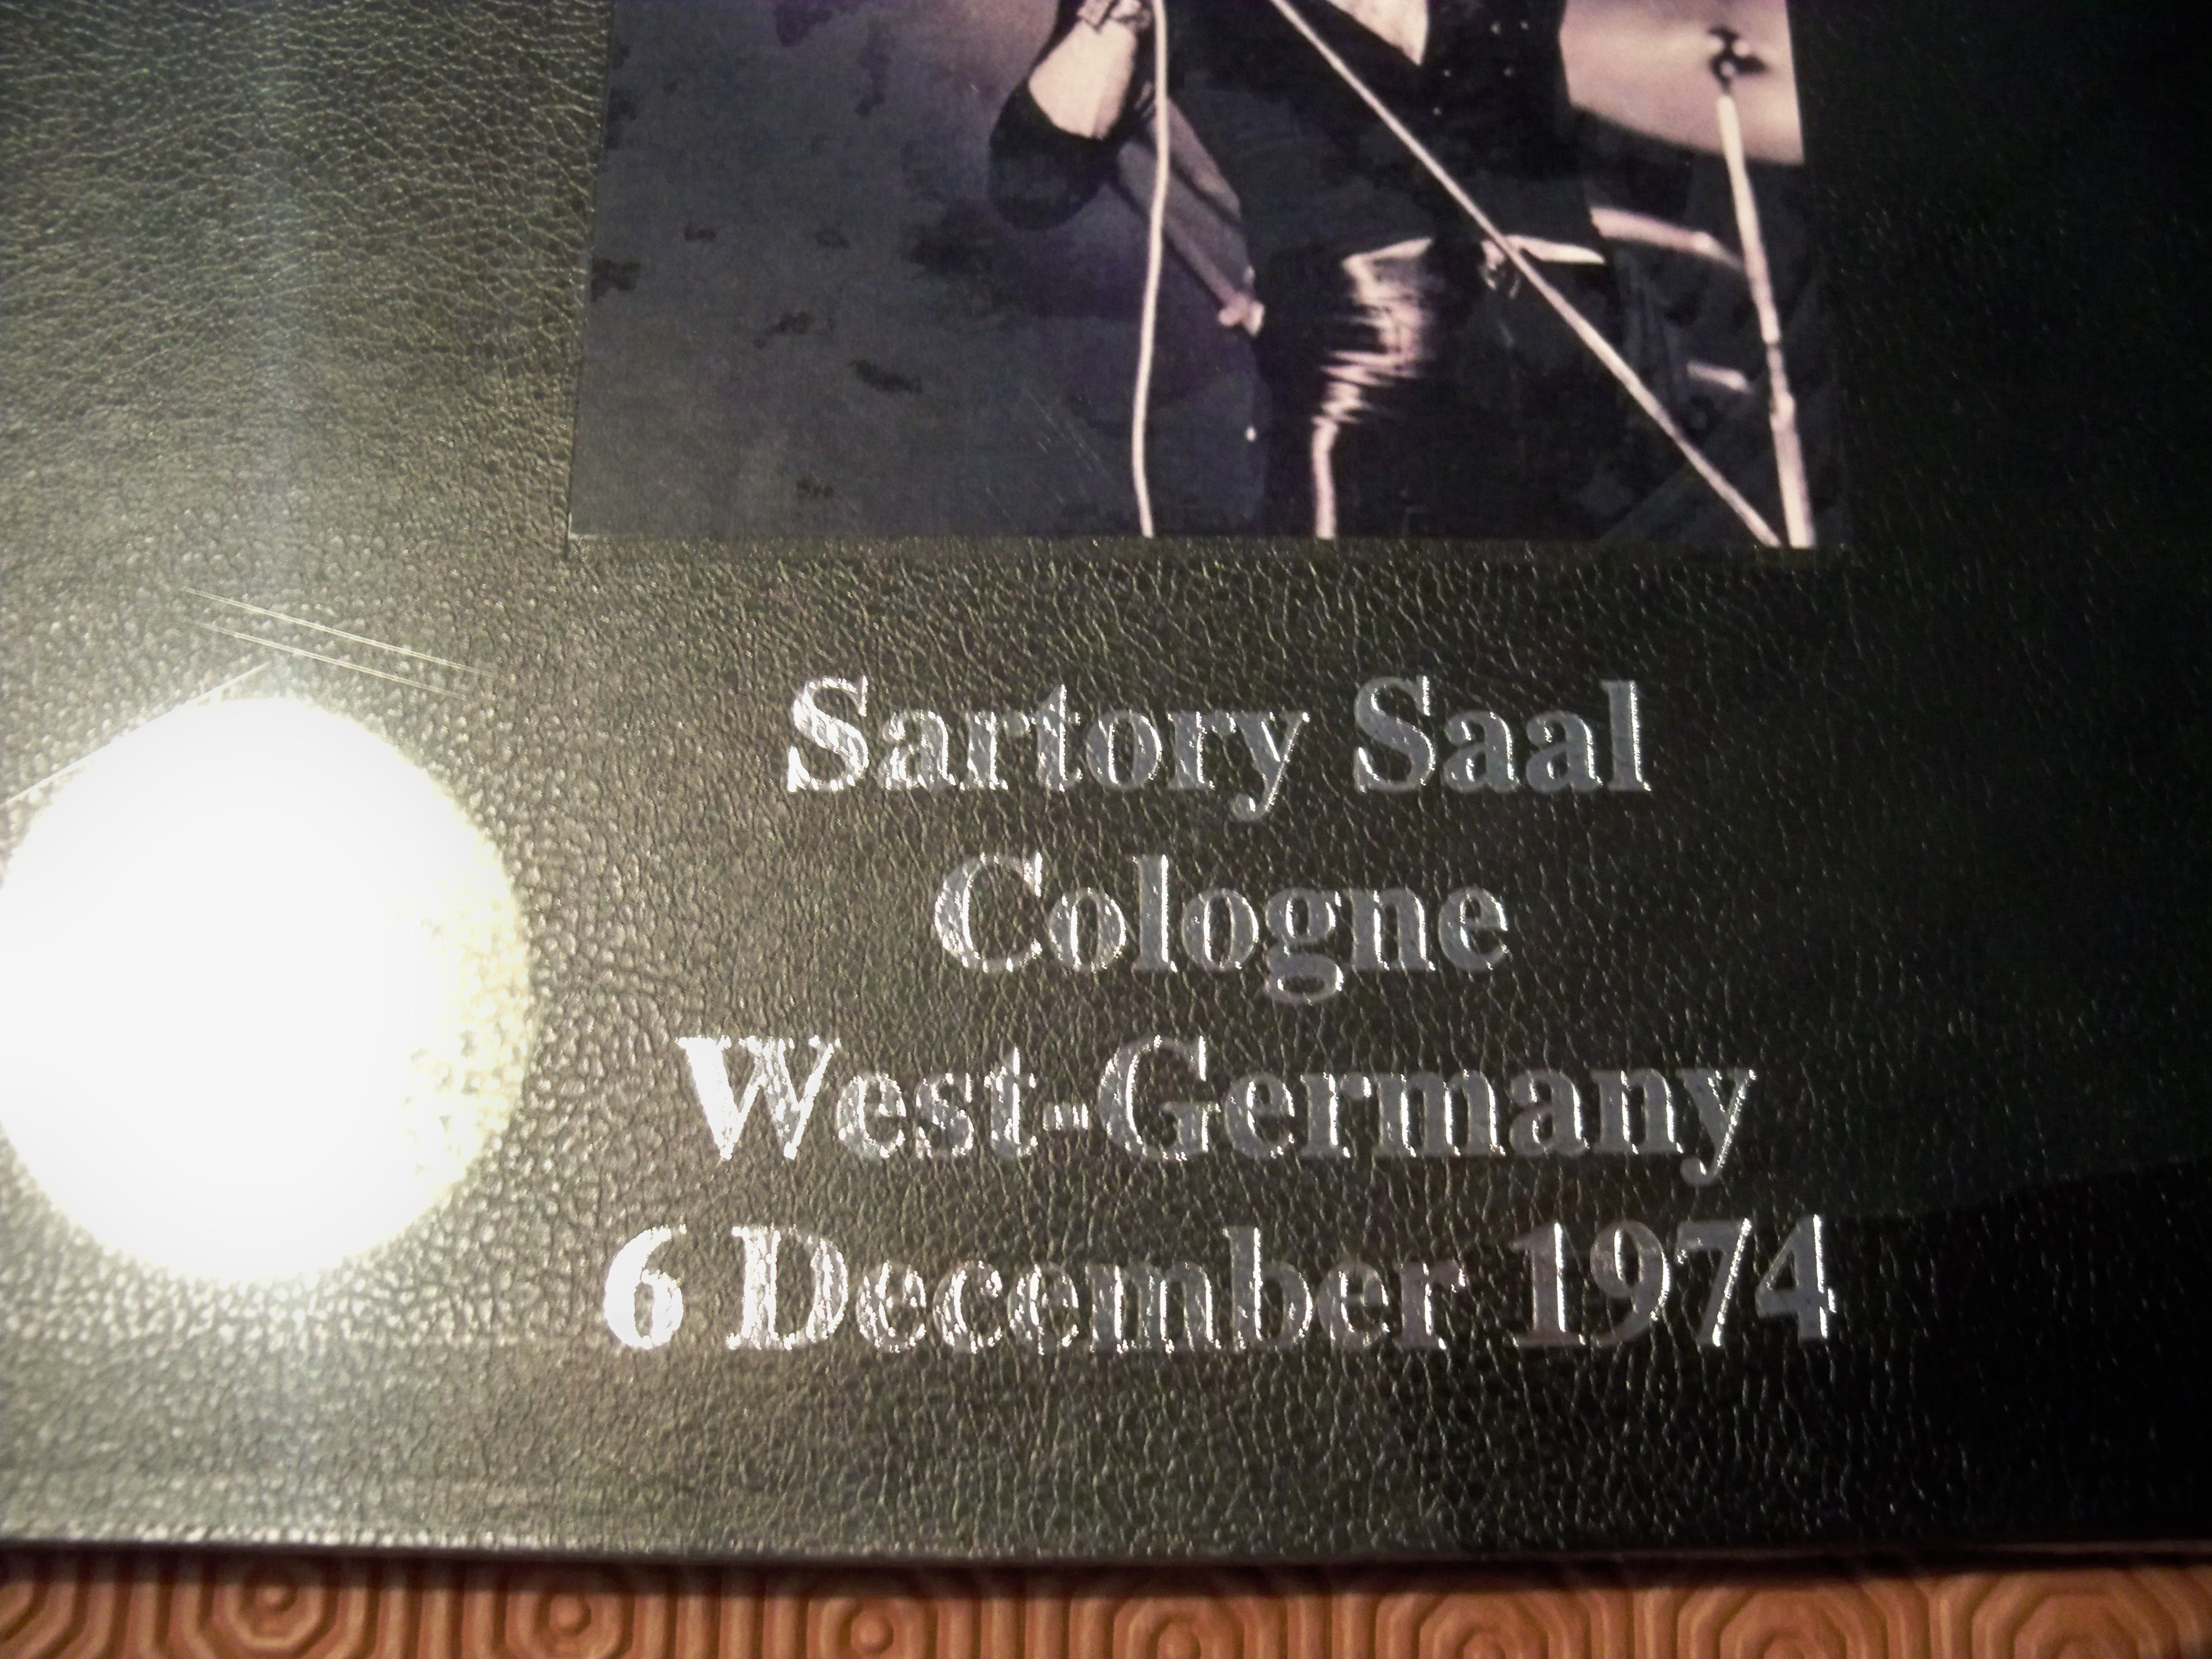 Sartory Saal
Cologne
West-Germany
6 December 1974